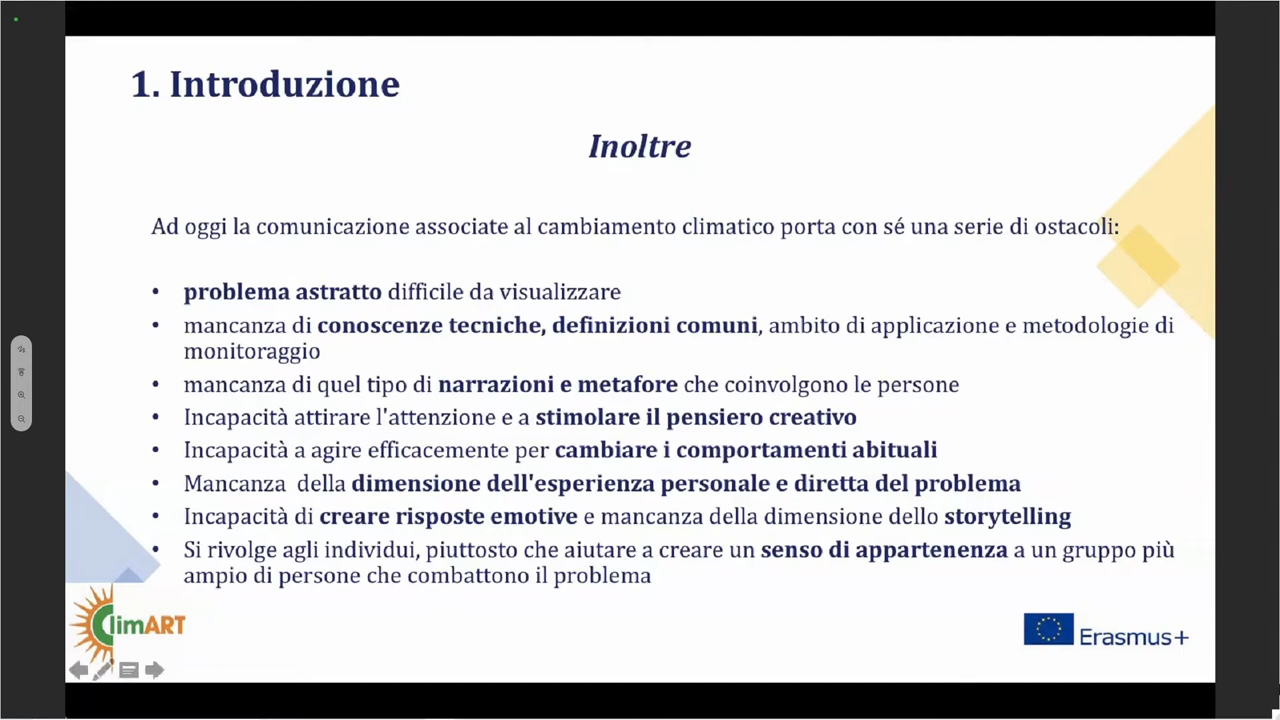 1. Introduzione
Inoltre
Ad oggi la comunicazione associate al cambiamento climatico porta con sé una serie di ostacoli:
• problema astratto difficile da visualizzare
• mancanza di conoscenze tecniche, definizioni comuni, ambito di applicazione e metodologie di
monitoraggio
• mancanza di quel tipo di narrazioni e metafore che coinvolgono le persone
• Incapacità attirare l'attenzione e a stimolare il pensiero creativo
• Incapacità a agire efficacemente per cambiare i comportamenti abituali
• Mancanza della dimensione dell'esperienza personale e diretta del problema
• Incapacità di creare risposte emotive e mancanza della dimensione dello storytelling
• Si rivolge agli individui, piuttosto che aiutare a creare un senso di appartenenza a un gruppo più
ampio di persone che combattono il problema
ClimART
Erasmus+